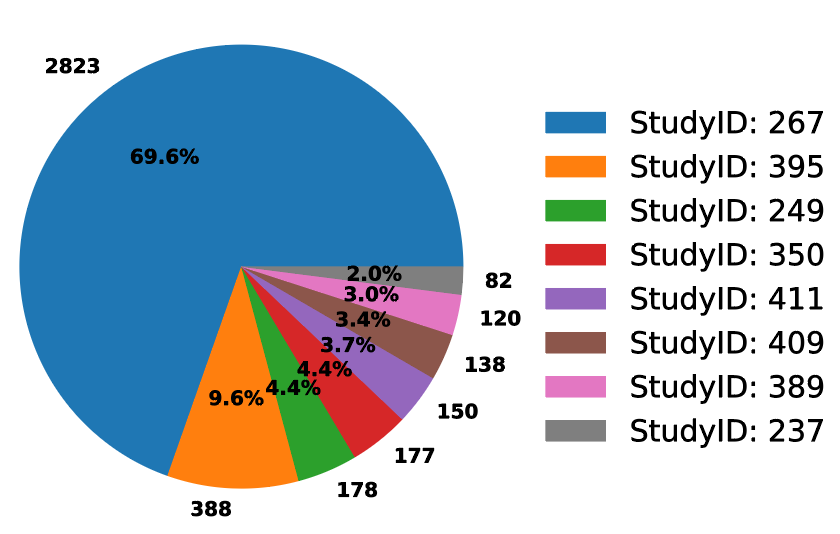 2823
69.6%
388
9.6%
178
4.4%
177
4.4%
150
3.7%
138
3.4%
120
3.0%
82
2.0%
StudyID: 267
StudyID: 395
StudyID: 249
StudyID: 350
StudyID: 411
StudyID: 409
StudyID: 389
StudyID: 237